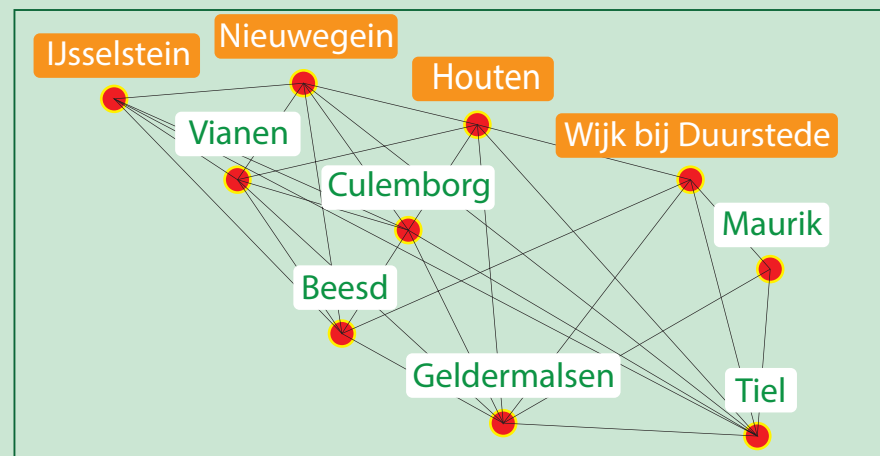 IJsselstein
Nieuwegein
Houten
Vianen
Wijk bij Duurstede
Culemborg
Maurik
Beesd
Geldermalsen
Tiel